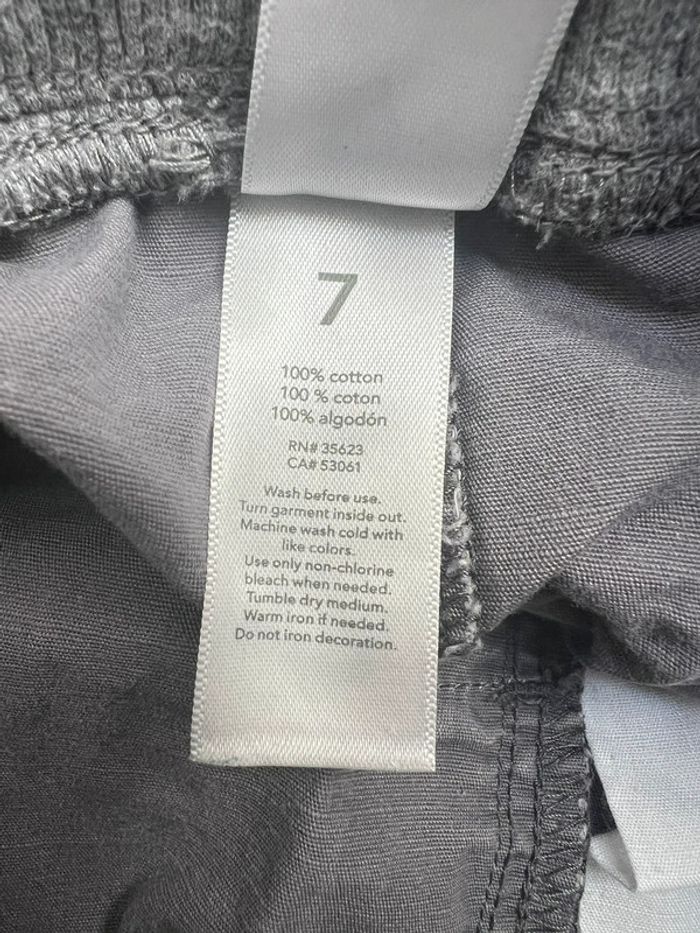 7
100% cotton
100 % coton
100% algodón
RN# 35623
CA# 53061
Wash before use.
Turn garment inside out.
Machine wash cold with
like colors.
Use only non-chlorine
bleach when needed.
Tumble dry medium.
Warm iron if needed.
Do not iron decoration.